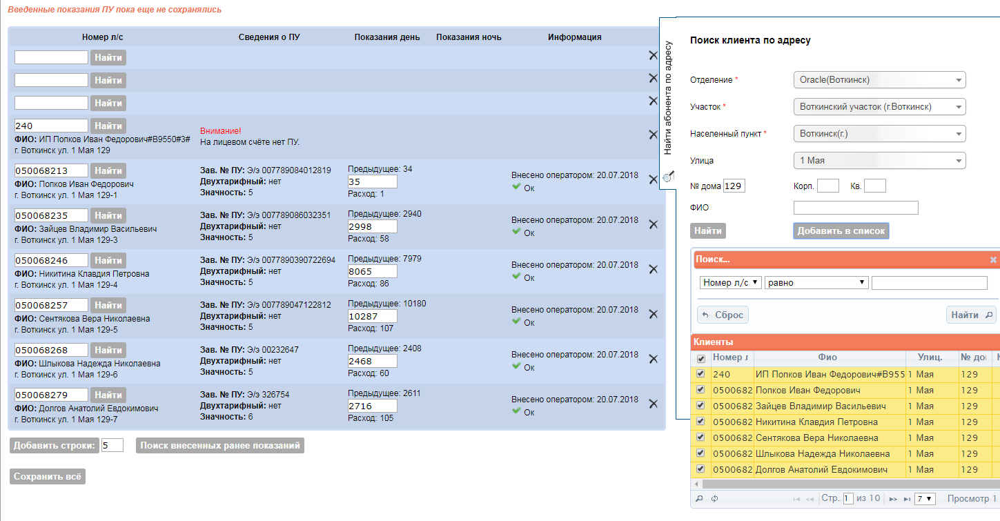 Введенные показания ПУ пока еще не сохранялись
Номер л/с Сведения о ПУ Показания день Показания ночь Информация
Найти
Найти
Найти
240 Найти
ФИО: ИП Попков Иван Федорович#B9550#3#
г. Воткинск ул. 1 Мая 129
Внимание!
На лицевом счёте нет ПУ.
050068213 Найти
ФИО: Попков Иван Федорович
г. Воткинск ул. 1 Мая 129-1
Зав. № ПУ: Э/э 007789084012819
Двухтарифный: нет
Значность: 5
Предыдущее: 34
35
Расход: 1
Внесено оператором: 20.07.2018
Ок
050068235 Найти
ФИО: Зайцев Владимир Васильевич
г. Воткинск ул. 1 Мая 129-3
Зав. № ПУ: Э/э 007789086032351
Двухтарифный: нет
Значность: 5
Предыдущее: 2940
2998
Расход: 58
Внесено оператором: 20.07.2018
Ок
050068246 Найти
ФИО: Никитина Клавдия Петровна
г. Воткинск ул. 1 Мая 129-4
Зав. № ПУ: Э/э 0077890390722694
Двухтарифный: нет
Значность: 5
Предыдущее: 7979
8065
Расход: 86
Внесено оператором: 20.07.2018
Ок
050068257 Найти
ФИО: Сентякова Вера Николаевна
г. Воткинск ул. 1 Мая 129-5
Зав. № ПУ: Э/э 007789047122812
Двухтарифный: нет
Значность: 5
Предыдущее: 10180
10287
Расход: 107
Внесено оператором: 20.07.2018
Ок
050068268 Найти
ФИО: Шлыкова Надежда Николаевна
г. Воткинск ул. 1 Мая 129-6
Зав. № ПУ: Э/э 00232647
Двухтарифный: нет
Значность: 5
Предыдущее: 2408
2468
Расход: 60
Внесено оператором: 20.07.2018
Ок
050068279 Найти
ФИО: Долгов Анатолий Евдокимович
г. Воткинск ул. 1 Мая 129-7
Зав. № ПУ: Э/э 326754
Двухтарифный: нет
Значность: 6
Предыдущее: 2611
2716
Расход: 105
Внесено оператором: 20.07.2018
Ок
Добавить строки: 5 Поиск внесенных ранее показаний
Сохранить всё
Найти абонента по адресу
Поиск клиента по адресу
Отделение * Oracle(Воткинск)
Участок * Воткинский участок (г.Воткинск)
Населенный пункт * Воткинск(г.)
Улица 1 Мая
№ дома 129 Корп. Кв.
ФИО
Найти Добавить в список
Поиск...
Номер л/с равно
Сброс Найти
Клиенты
Номер л Фио Улиц. № до К
240 ИП Попков Иван Федорович#B955 1 Мая 129
0500682 Попков Иван Федорович 1 Мая 129
0500682 Зайцев Владимир Васильевич 1 Мая 129
0500682 Никитина Клавдия Петровна 1 Мая 129
0500682 Сентякова Вера Николаевна 1 Мая 129
0500682 Шлыкова Надежда Николаевна 1 Мая 129
0500682 Долгов Анатолий Евдокимович 1 Мая 129
Стр. 1 из 10 7 Просмотр 1